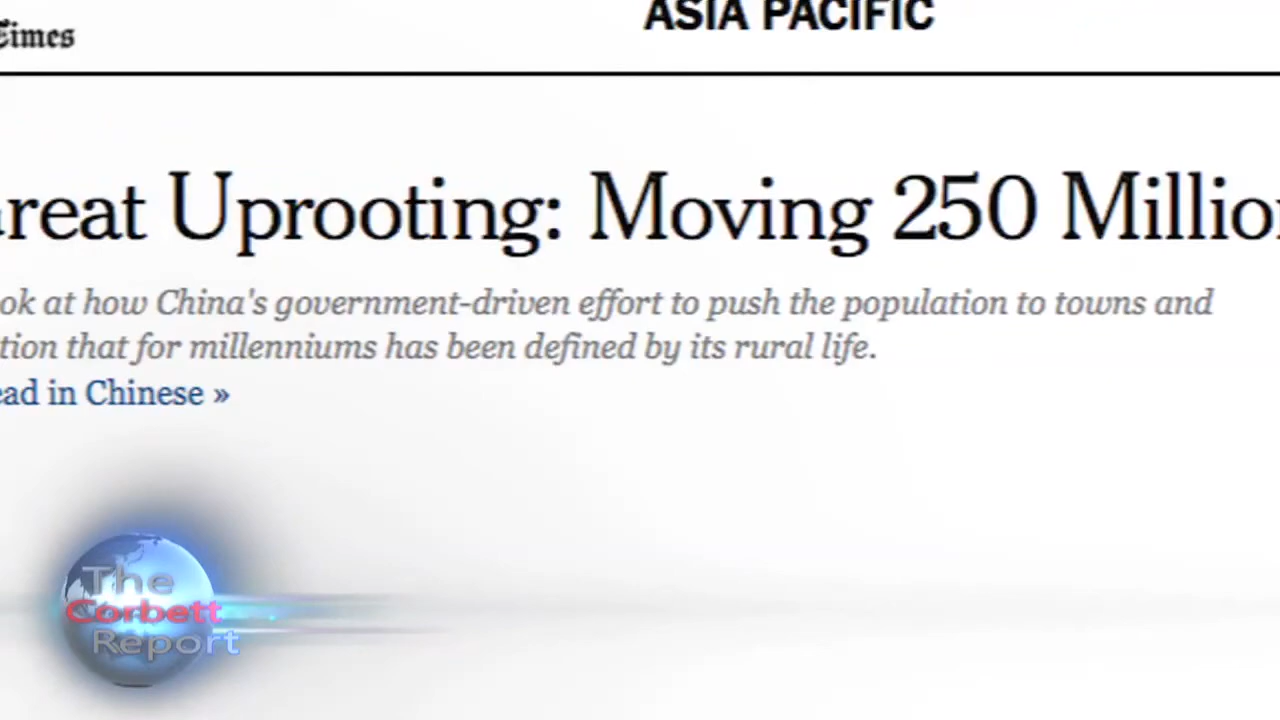 Times
ASIA PACIFIC
reat Uprooting: Moving 250 Million
ok at how China's government-driven effort to push the population to towns and
tion that for millenniums has been defined by its rural life.
ead in Chinese »
The
Corbett
Report